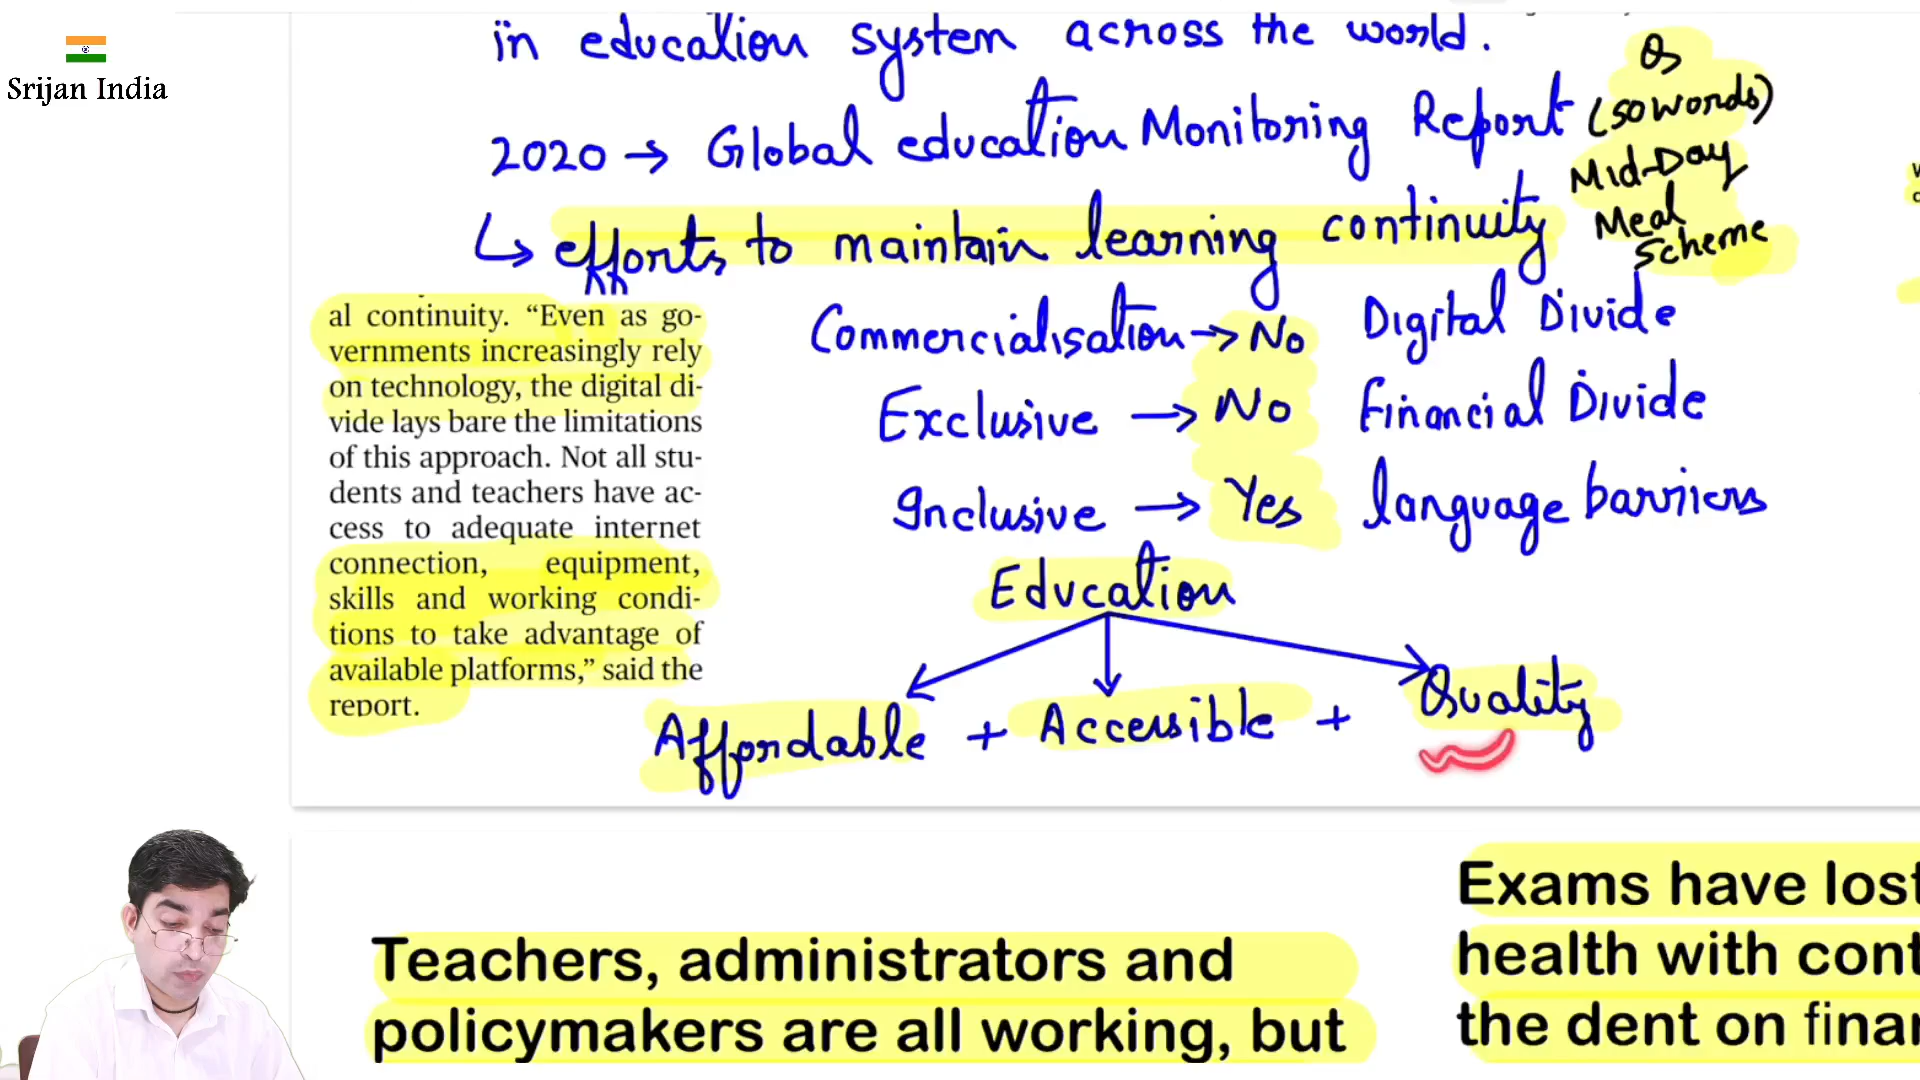 Srijan India
in education system across the world.
2020 → Global education Monitoring Report
↳ efforts to maintain learning continuity
Qs
(50 words)
Mid-Day
Meal
Scheme
al continuity. “Even as go-
vernments increasingly rely
on technology, the digital di-
vide lays bare the limitations
of this approach. Not all stu-
dents and teachers have ac-
cess to adequate internet
connection, equipment,
skills and working condi-
tions to take advantage of
available platforms,” said the
report.
Commercialisation → No
Exclusive → No
Inclusive → Yes
Digital Divide
Financial Divide
language barriers
Education
Affordable + Accessible + Quality
Teachers, administrators and
policymakers are all working, but
Exams have lost
health with cont
the dent on finan